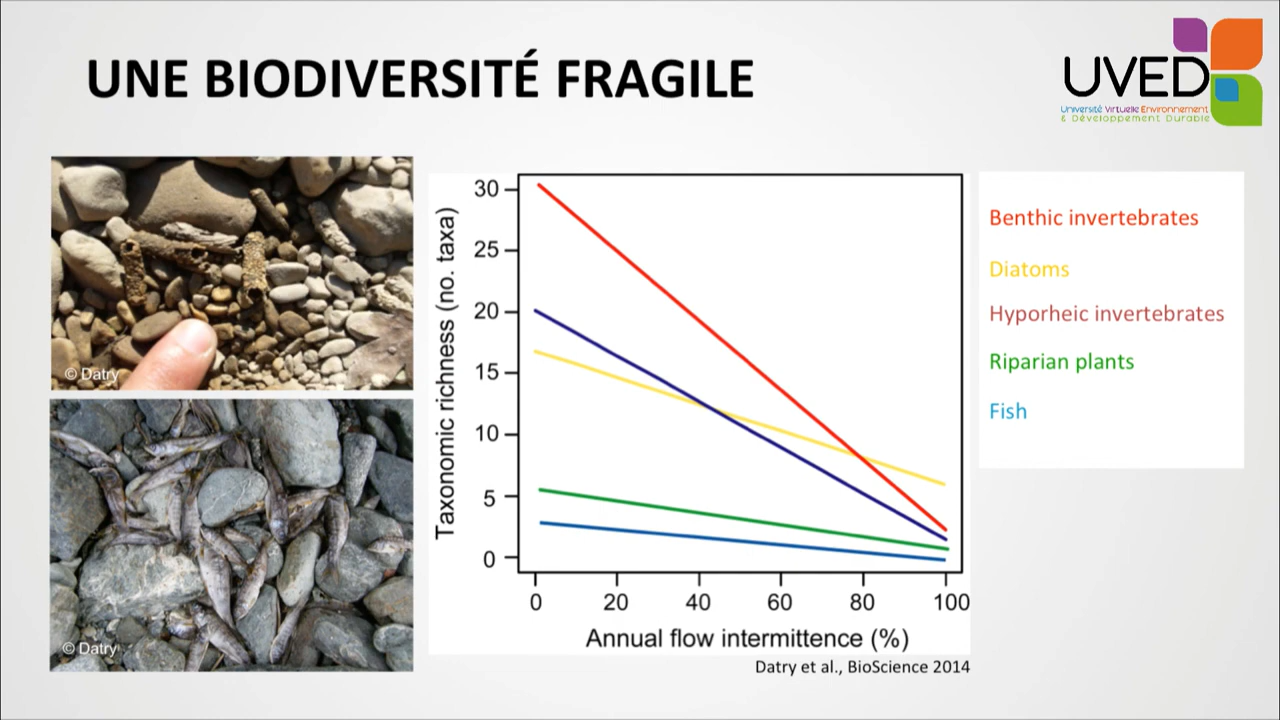 UNE BIODIVERSITÉ FRAGILE
UVED
Université Virtuelle Environnement
& Développement Durable
© Datry
© Datry
Taxonomic richness (no. taxa)
30
25
20
15
10
5
0
0 20 40 60 80 100
Annual flow intermittence (%)
Datry et al., BioScience 2014
Benthic invertebrates
Diatoms
Hyporheic invertebrates
Riparian plants
Fish